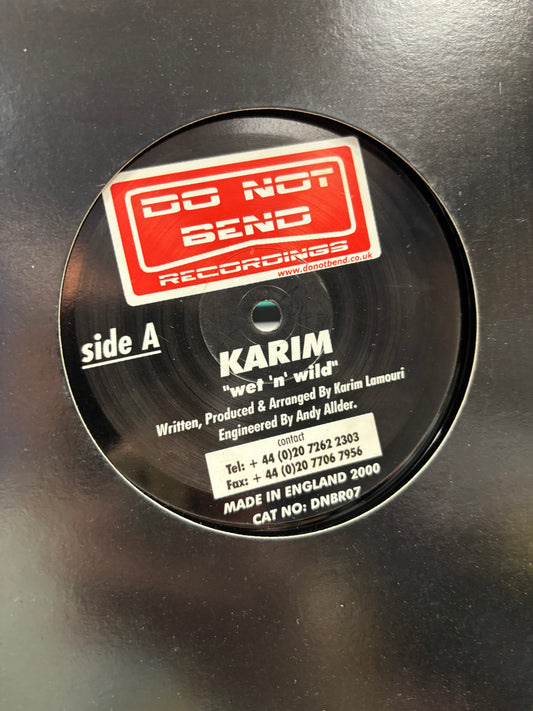 DO NOT
BEND
RECORDINGS
www.donotbend.co.uk
side A
KARIM
"wet 'n' wild"
Written, Produced & Arranged By Karim Lamouri
Engineered By Andy Allder.
contact
Tel: + 44 (0)20 7262 2303
Fax: + 44 (0)20 7706 7956
MADE IN ENGLAND 2000
CAT NO: DNBR07